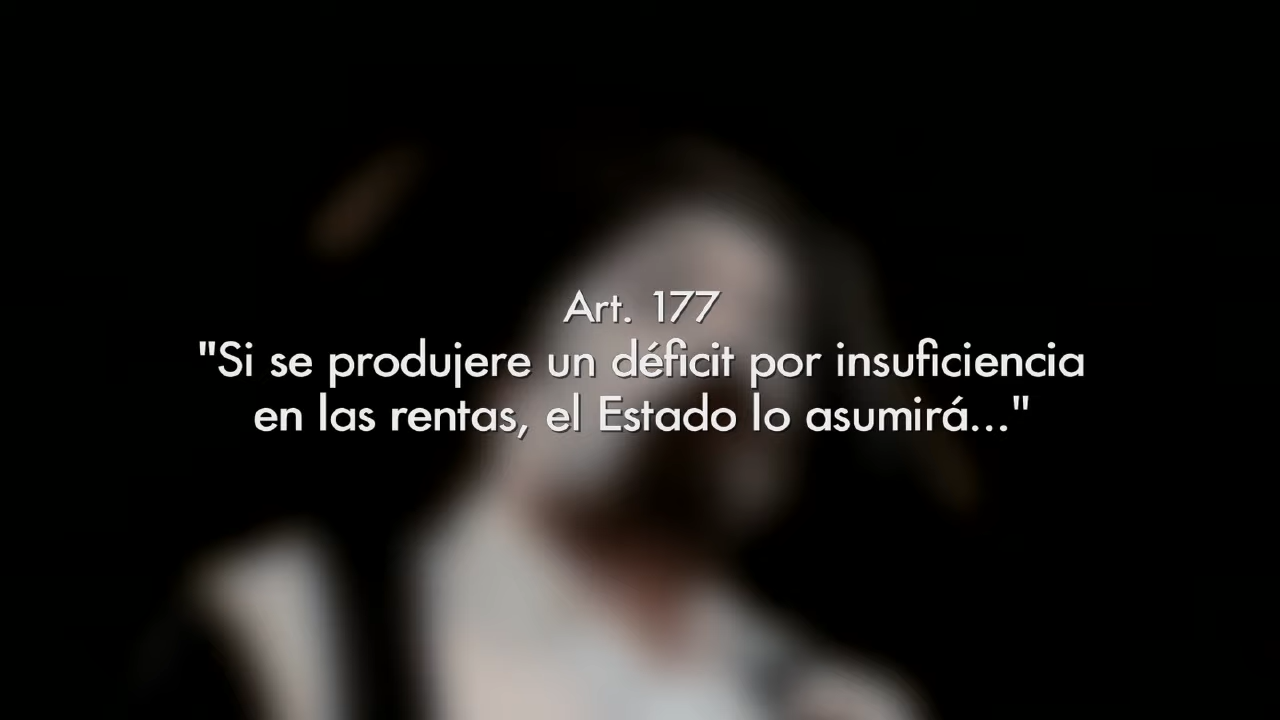 Art. 177
"Si se produjere un déficit por insuficiencia
en las rentas, el Estado lo asumirá..."